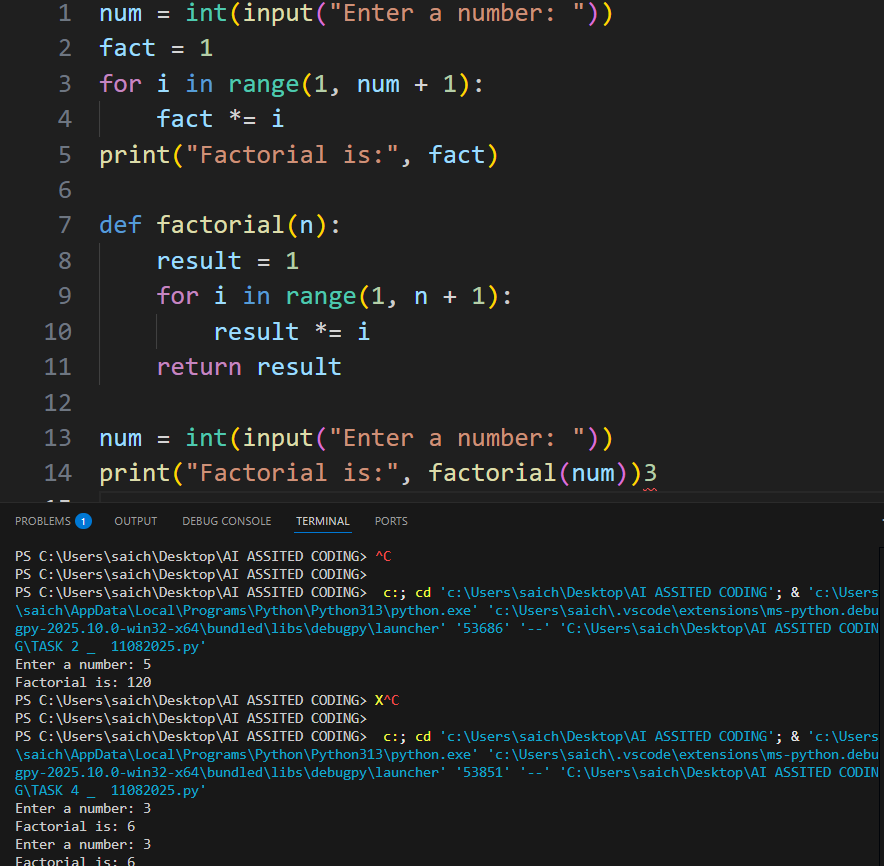 1 num = int(input("Enter a number: "))
2 fact = 1
3 for i in range(1, num + 1):
4     fact *= i
5 print("Factorial is:", fact)
6
7 def factorial(n):
8     result = 1
9     for i in range(1, n + 1):
10         result *= i
11     return result
12
13 num = int(input("Enter a number: "))
14 print("Factorial is:", factorial(num))3
PROBLEMS 1 OUTPUT DEBUG CONSOLE TERMINAL PORTS
PS C:\Users\saich\Desktop\AI ASSITED CODING> ^C
PS C:\Users\saich\Desktop\AI ASSITED CODING>
PS C:\Users\saich\Desktop\AI ASSITED CODING>  c:; cd 'c:\Users\saich\Desktop\AI ASSITED CODING'; & 'c:\Users
\saich\AppData\Local\Programs\Python\Python313\python.exe' 'c:\Users\saich\.vscode\extensions\ms-python.debu
gpy-2025.10.0-win32-x64\bundled\libs\debugpy\launcher' '53686' '--' 'C:\Users\saich\Desktop\AI ASSITED CODIN
G\TASK 2 _  11082025.py'
Enter a number: 5
Factorial is: 120
PS C:\Users\saich\Desktop\AI ASSITED CODING> X^C
PS C:\Users\saich\Desktop\AI ASSITED CODING>
PS C:\Users\saich\Desktop\AI ASSITED CODING>  c:; cd 'c:\Users\saich\Desktop\AI ASSITED CODING'; & 'c:\Users
\saich\AppData\Local\Programs\Python\Python313\python.exe' 'c:\Users\saich\.vscode\extensions\ms-python.debu
gpy-2025.10.0-win32-x64\bundled\libs\debugpy\launcher' '53851' '--' 'C:\Users\saich\Desktop\AI ASSITED CODIN
G\TASK 4 _  11082025.py'
Enter a number: 3
Factorial is: 6
Enter a number: 3
Factorial is: 6